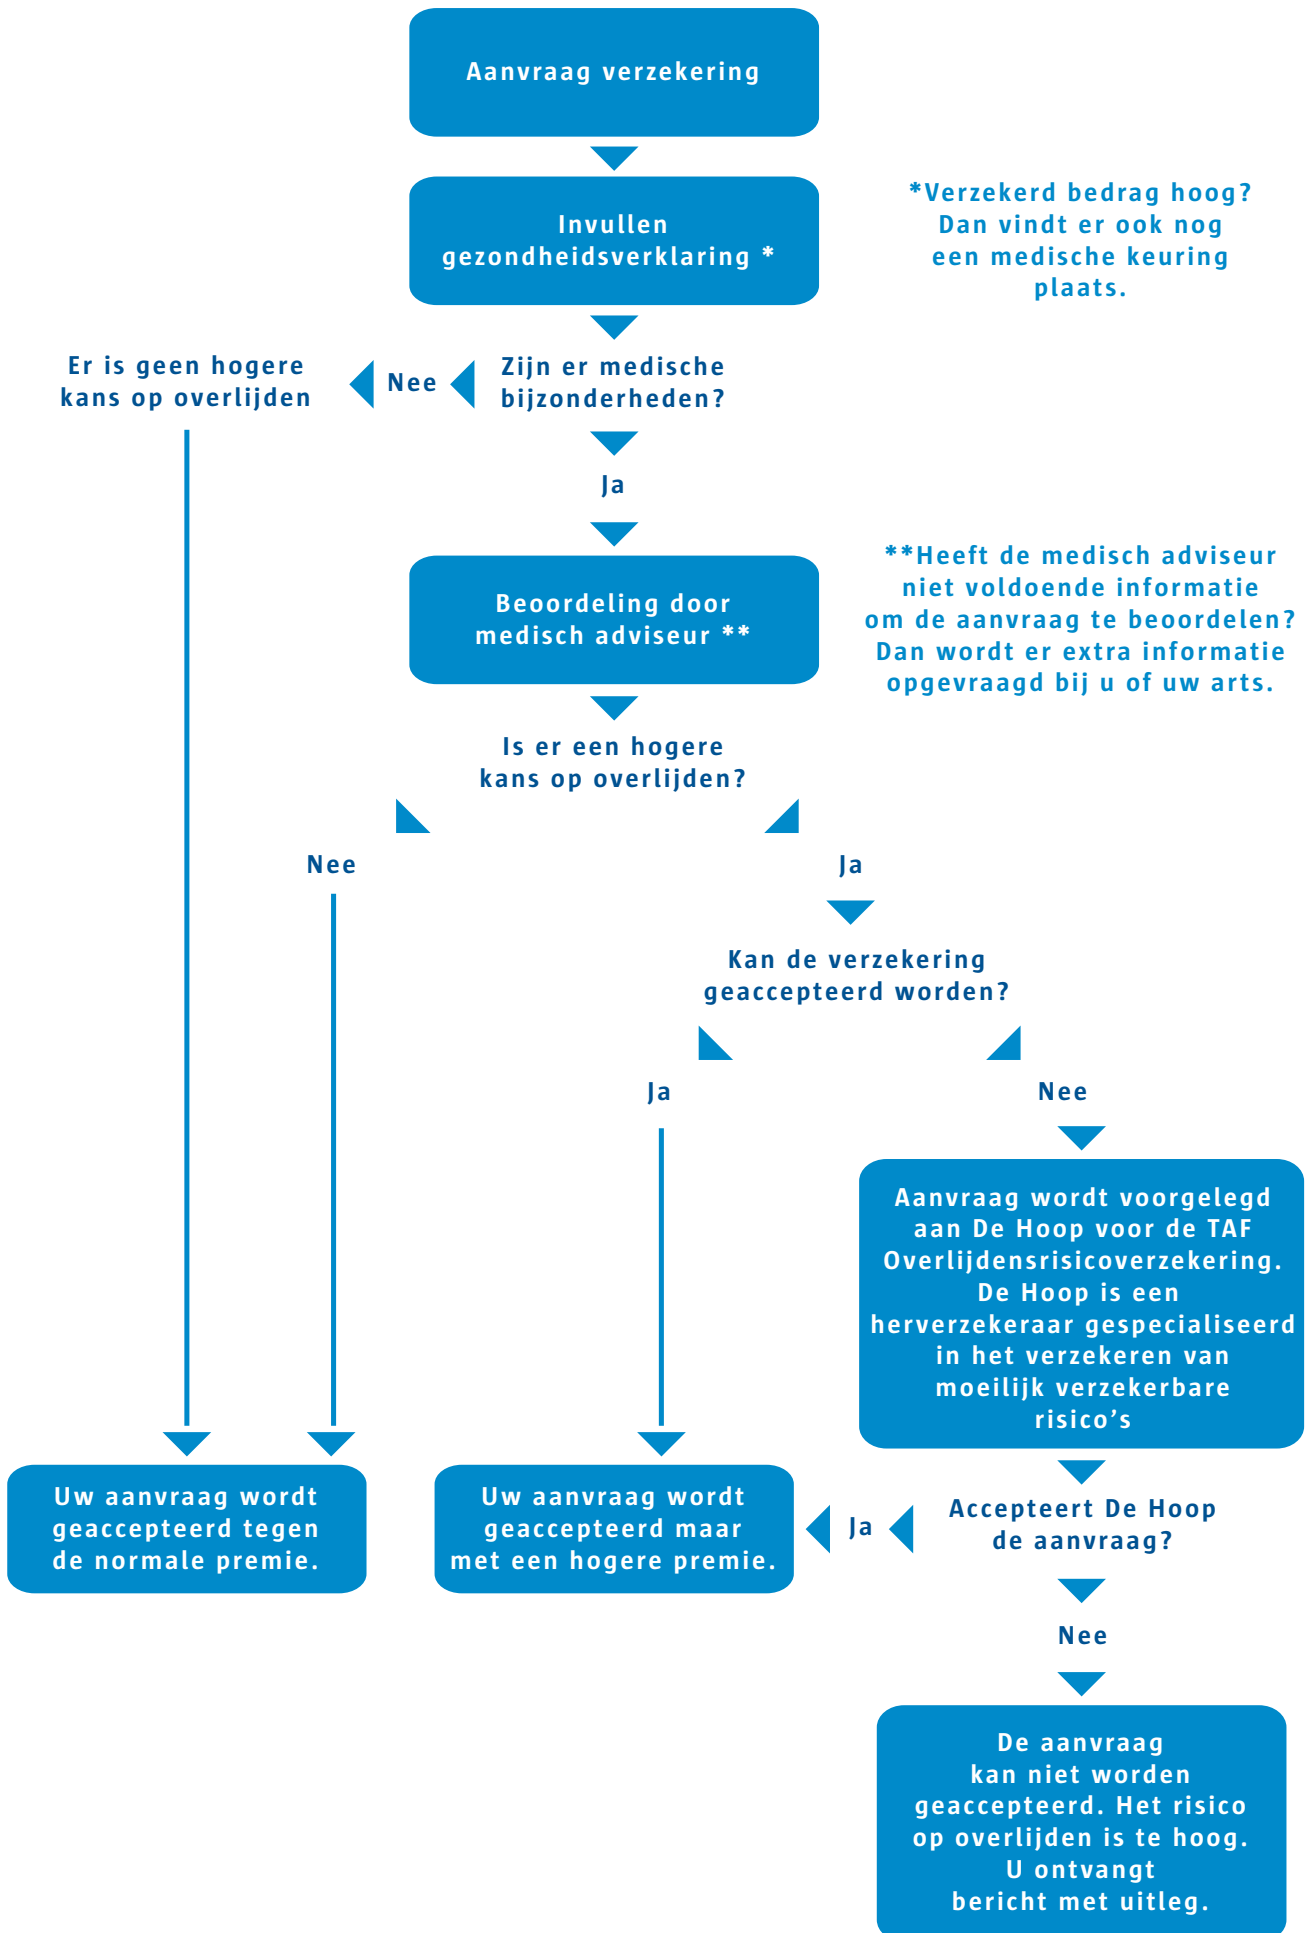 Aanvraag verzekering
Invullen
gezondheidsverklaring *
*Verzekerd bedrag hoog?
Dan vindt er ook nog
een medische keuring
plaats.
Er is geen hogere
kans op overlijden
Nee
Zijn er medische
bijzonderheden?
Ja
Beoordeling door
medisch adviseur **
**Heeft de medisch adviseur
niet voldoende informatie
om de aanvraag te beoordelen?
Dan wordt er extra informatie
opgevraagd bij u of uw arts.
Is er een hogere
kans op overlijden?
Nee
Ja
Kan de verzekering
geaccepteerd worden?
Ja
Nee
Aanvraag wordt voorgelegd
aan De Hoop voor de TAF
Overlijdensrisicoverzekering.
De Hoop is een
herverzekeraar gespecialiseerd
in het verzekeren van
moeilijk verzekerbare
risico’s
Uw aanvraag wordt
geaccepteerd tegen
de normale premie.
Uw aanvraag wordt
geaccepteerd maar
met een hogere premie.
Ja
Accepteert De Hoop
de aanvraag?
Nee
De aanvraag
kan niet worden
geaccepteerd. Het risico
op overlijden is te hoog.
U ontvangt
bericht met uitleg.